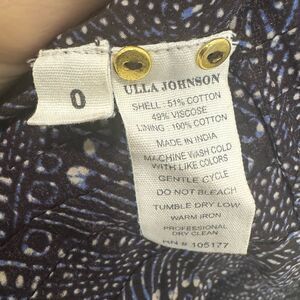 0
ULLA JOHNSON
SHELL: 51% COTTON
49% VISCOSE
LINING: 100% COTTON
MADE IN INDIA
MACHINE WASH COLD
WITH LIKE COLORS
GENTLE CYCLE
DO NOT BLEACH
TUMBLE DRY LOW
WARM IRON
PROFESSIONAL
DRY CLEAN
RN # 105177